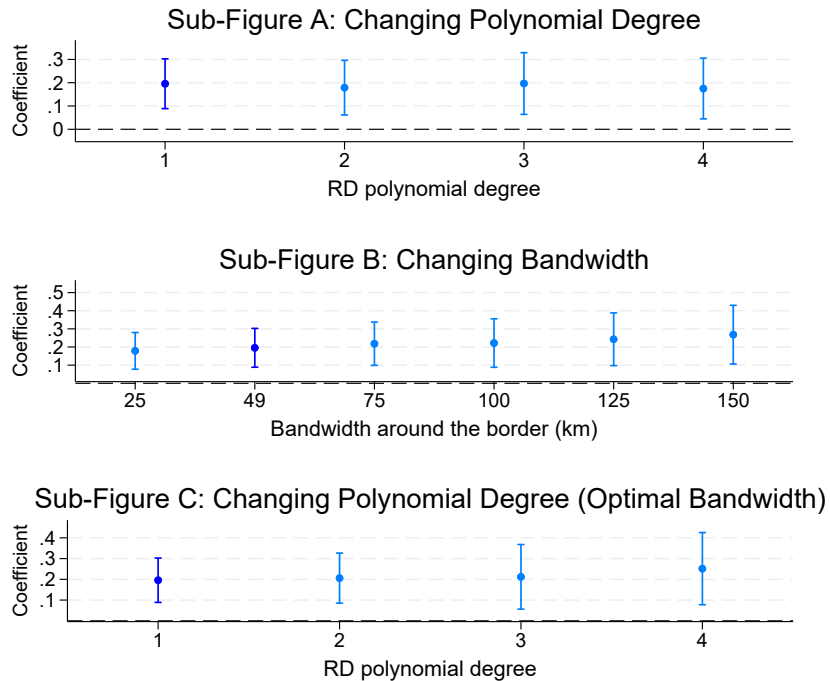 Sub-Figure A: Changing Polynomial Degree
Coefficient
.3
.2
.1
0
1 2 3 4
RD polynomial degree
Sub-Figure B: Changing Bandwidth
Coefficient
.5
.4
.3
.2
.1
25 49 75 100 125 150
Bandwidth around the border (km)
Sub-Figure C: Changing Polynomial Degree (Optimal Bandwidth)
Coefficient
.4
.3
.2
.1
1 2 3 4
RD polynomial degree